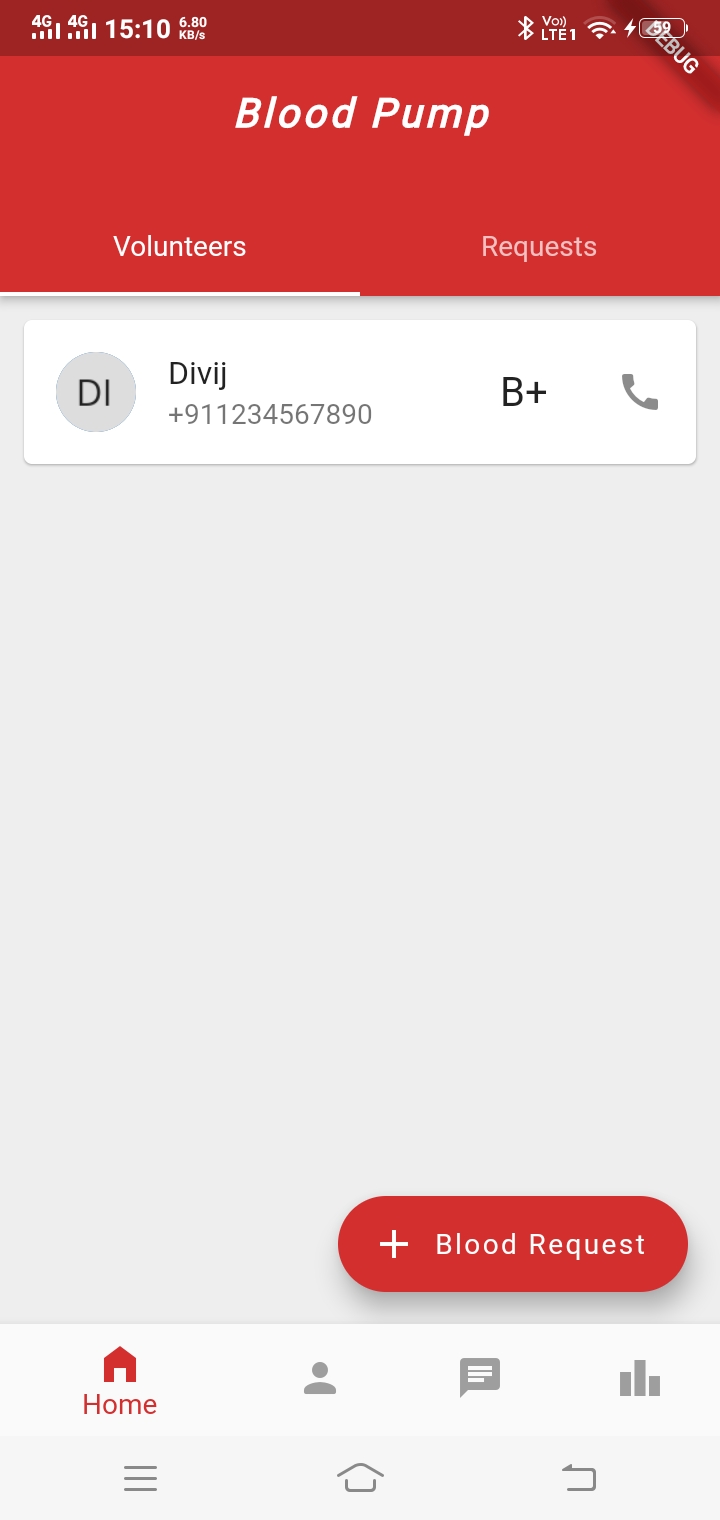 4G 4G 15:10 6.80 KB/s Vo)) LTE1 59
DEBUG
Blood Pump
Volunteers Requests
DI Divij B+
+911234567890
+ Blood Request
Home